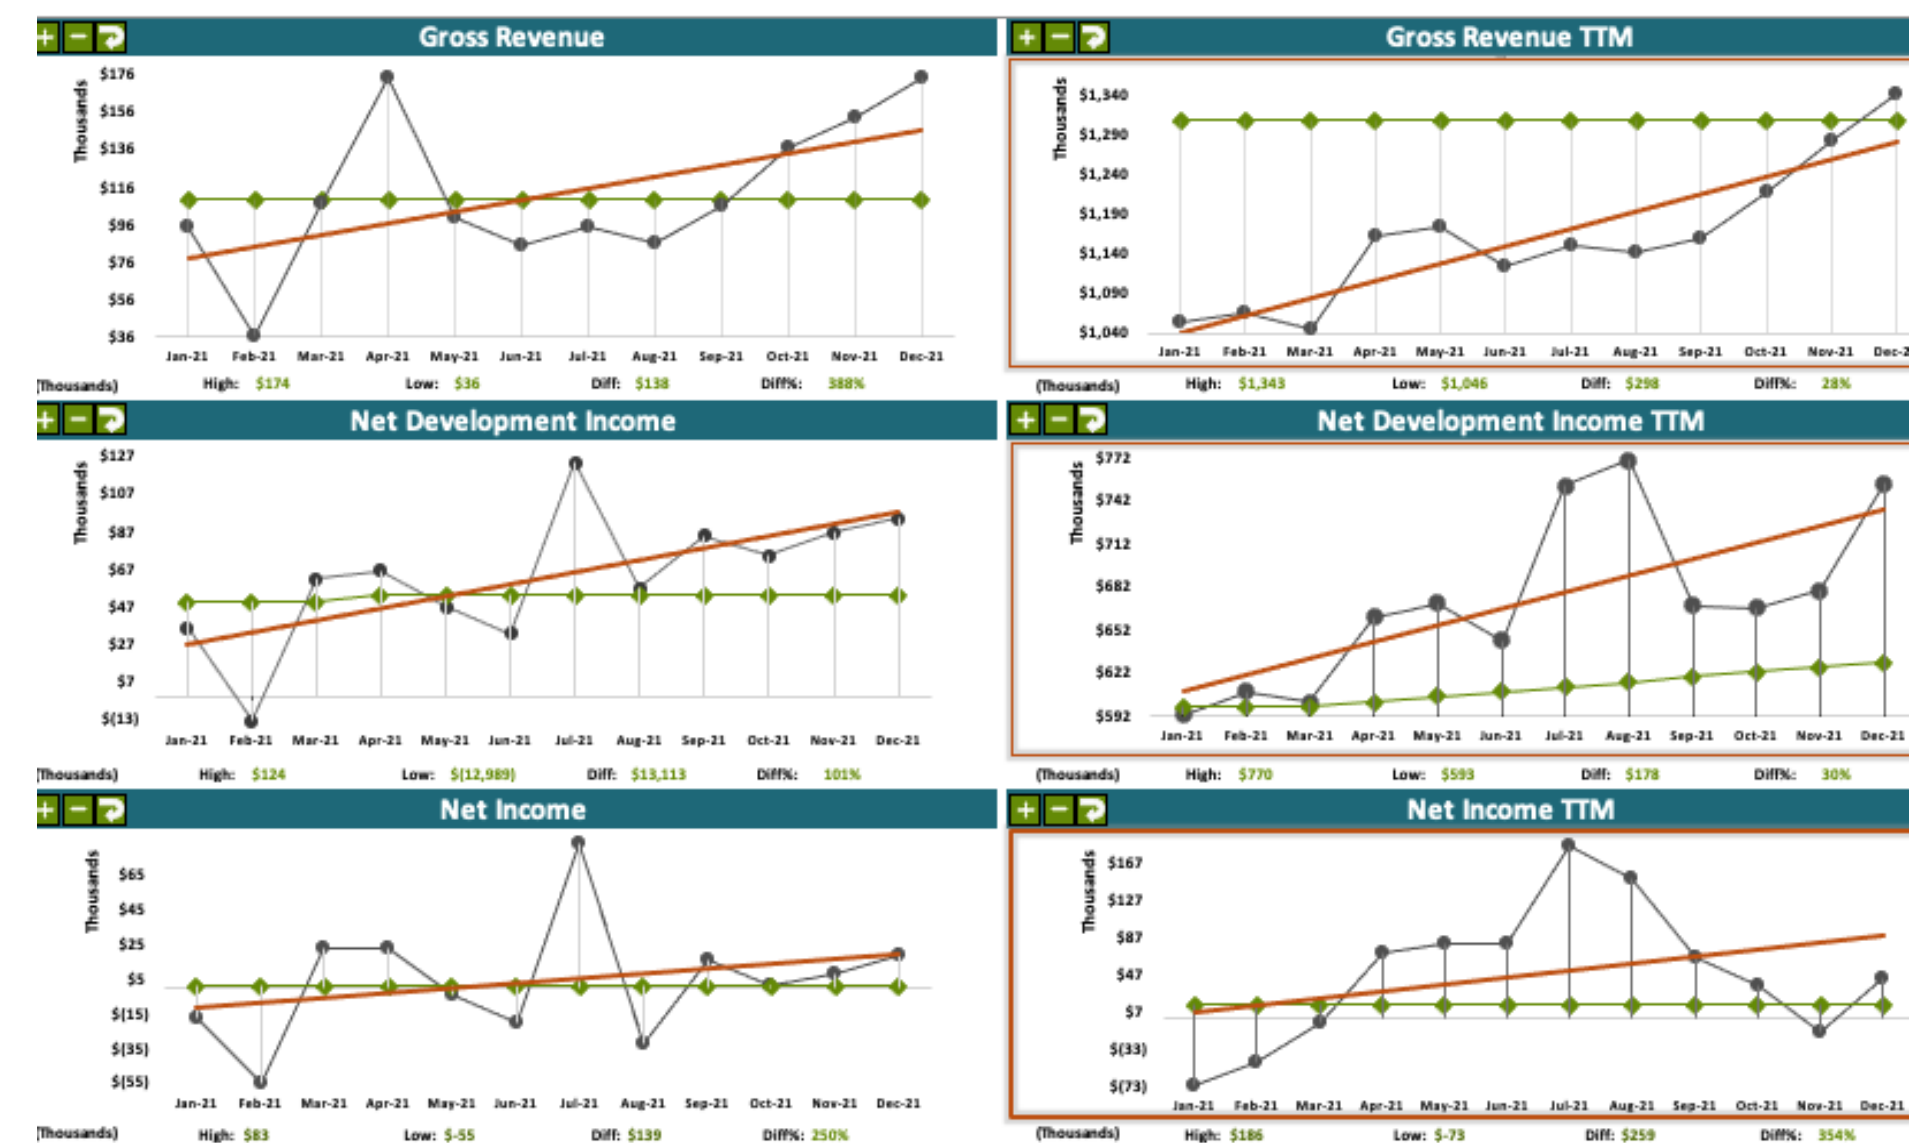 Gross Revenue
Thousands
$176
$156
$136
$116
$96
$76
$56
$36
Jan-21 Feb-21 Mar-21 Apr-21 May-21 Jun-21 Jul-21 Aug-21 Sep-21 Oct-21 Nov-21 Dec-21
(Thousands) High: $174 Low: $36 Diff: $138 Diff%: 388%
Gross Revenue TTM
Thousands
$1,340
$1,290
$1,240
$1,190
$1,140
$1,090
$1,040
Jan-21 Feb-21 Mar-21 Apr-21 May-21 Jun-21 Jul-21 Aug-21 Sep-21 Oct-21 Nov-21 Dec-2
(Thousands) High: $1,343 Low: $1,046 Diff: $298 Diff%: 28%
Net Development Income
Thousands
$127
$107
$87
$67
$47
$27
$7
$(13)
Jan-21 Feb-21 Mar-21 Apr-21 May-21 Jun-21 Jul-21 Aug-21 Sep-21 Oct-21 Nov-21 Dec-21
(Thousands) High: $124 Low: $(12,989) Diff: $13,113 Diff%: 101%
Net Development Income TTM
Thousands
$772
$742
$712
$682
$652
$622
$592
Jan-21 Feb-21 Mar-21 Apr-21 May-21 Jun-21 Jul-21 Aug-21 Sep-21 Oct-21 Nov-21 Dec-21
(Thousands) High: $770 Low: $593 Diff: $178 Diff%: 30%
Net Income
Thousands
$65
$45
$25
$5
$(15)
$(35)
$(55)
Jan-21 Feb-21 Mar-21 Apr-21 May-21 Jun-21 Jul-21 Aug-21 Sep-21 Oct-21 Nov-21 Dec-21
(Thousands) High: $83 Low: $-55 Diff: $139 Diff%: 250%
Net Income TTM
Thousands
$167
$127
$87
$47
$7
$(33)
$(73)
Jan-21 Feb-21 Mar-21 Apr-21 May-21 Jun-21 Jul-21 Aug-21 Sep-21 Oct-21 Nov-21 Dec-21
(Thousands) High: $186 Low: $-73 Diff: $259 Diff%: 354%